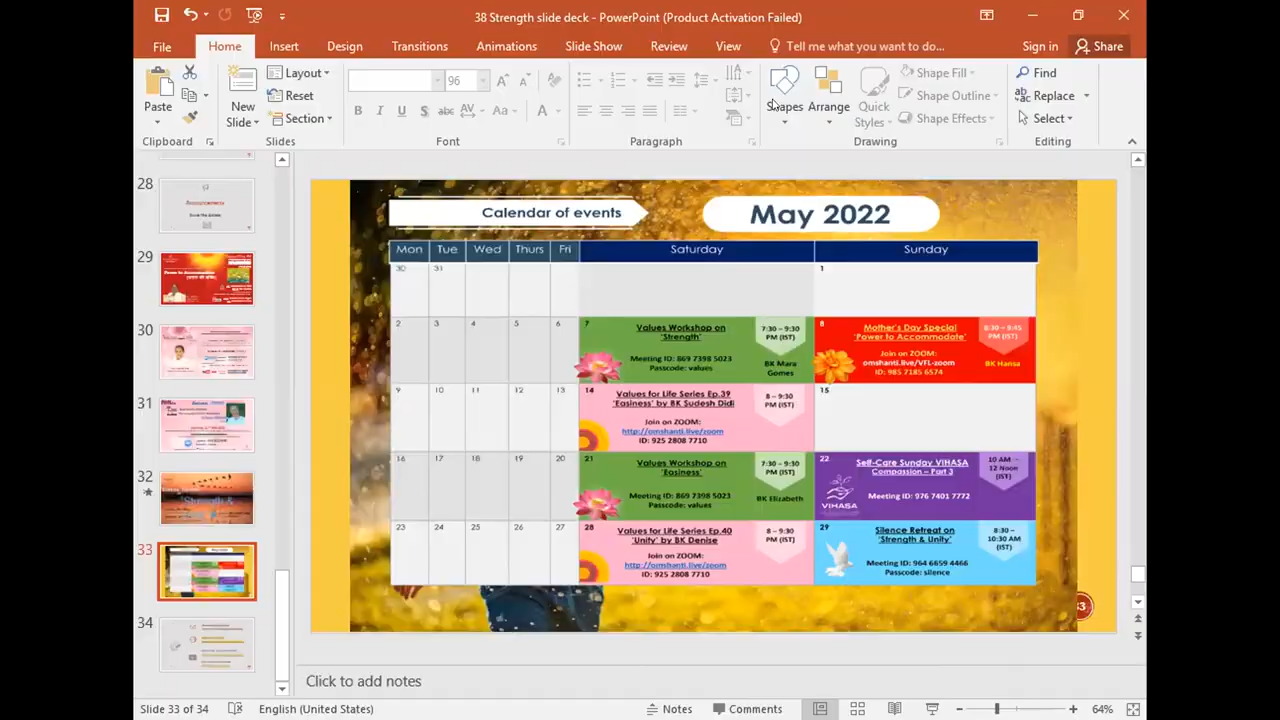 38 Strength slide deck - PowerPoint (Product Activation Failed)
File Home Insert Design Transitions Animations Slide Show Review View Tell me what you want to do... Sign in Share
Paste
New Slide
Layout
Reset
Section
96
Shapes
Arrange
Quick Styles
Shape Fill
Shape Outline
Shape Effects
Find
Replace
Select
Clipboard Slides Font Paragraph Drawing Editing
28
29
30
31
32
33
34
Calendar of events
May 2022
Mon Tue Wed Thurs Fri Saturday Sunday
30 31 1
2 3 4 5 6
7
Values Workshop on
'Strength'
Meeting ID: 869 7398 5023
Passcode: values
7:30 – 9:30
PM (IST)
BK Mara
Gomes
8
Mother's Day Special
'Power to Accommodate'
Join on ZOOM:
omshanti.live/VFL-zoom
ID: 985 7185 6574
8:30 – 9:45
PM (IST)
BK Hansa
9 10 11 12 13
14
Values for Life Series Ep.39
'Easiness' by BK Sudesh Didi
Join on ZOOM:
http://omshanti.live/zoom
ID: 925 2808 7710
8 – 9:30
PM (IST)
15
16 17 18 19 20
21
Values Workshop on
'Easiness'
Meeting ID: 869 7398 5023
Passcode: values
7:30 – 9:30
PM (IST)
BK Elizabeth
22
Self-Care Sunday VIHASA
Compassion – Part 3
Meeting ID: 976 7401 7772
VIHASA
10 AM –
12 Noon
(IST)
23 24 25 26 27
28
Values for Life Series Ep.40
'Unity' by BK Denise
Join on ZOOM:
http://omshanti.live/zoom
ID: 925 2808 7710
8 – 9:30
PM (IST)
29
Silence Retreat on
'Strength & Unity'
Meeting ID: 964 6659 4466
Passcode: silence
8:30 –
10:30 AM
(IST)
33
Click to add notes
Slide 33 of 34 English (United States) Notes Comments 64%